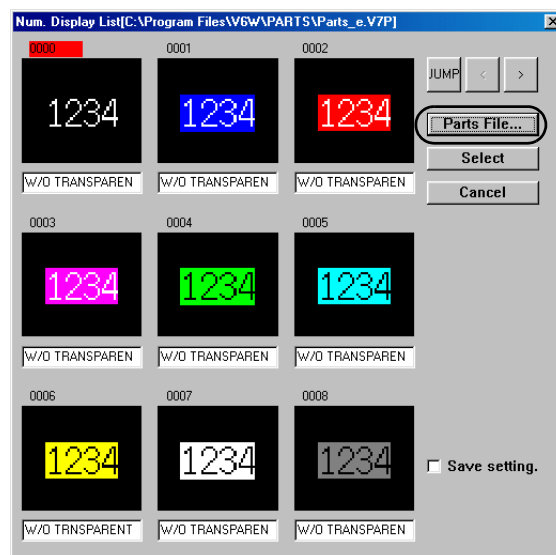 Num. Display List[C:\Program Files\V6W\PARTS\Parts_e.V7P]
0000 0001 0002
JUMP < >
1234 1234 1234
Parts File...
Select
W/O TRANSPAREN W/O TRANSPAREN W/O TRANSPAREN
Cancel
0003 0004 0005
1234 1234 1234
W/O TRANSPAREN W/O TRANSPAREN W/O TRANSPAREN
0006 0007 0008
1234 1234 1234
Save setting.
W/O TRNSPARENT W/O TRANSPAREN W/O TRANSPAREN